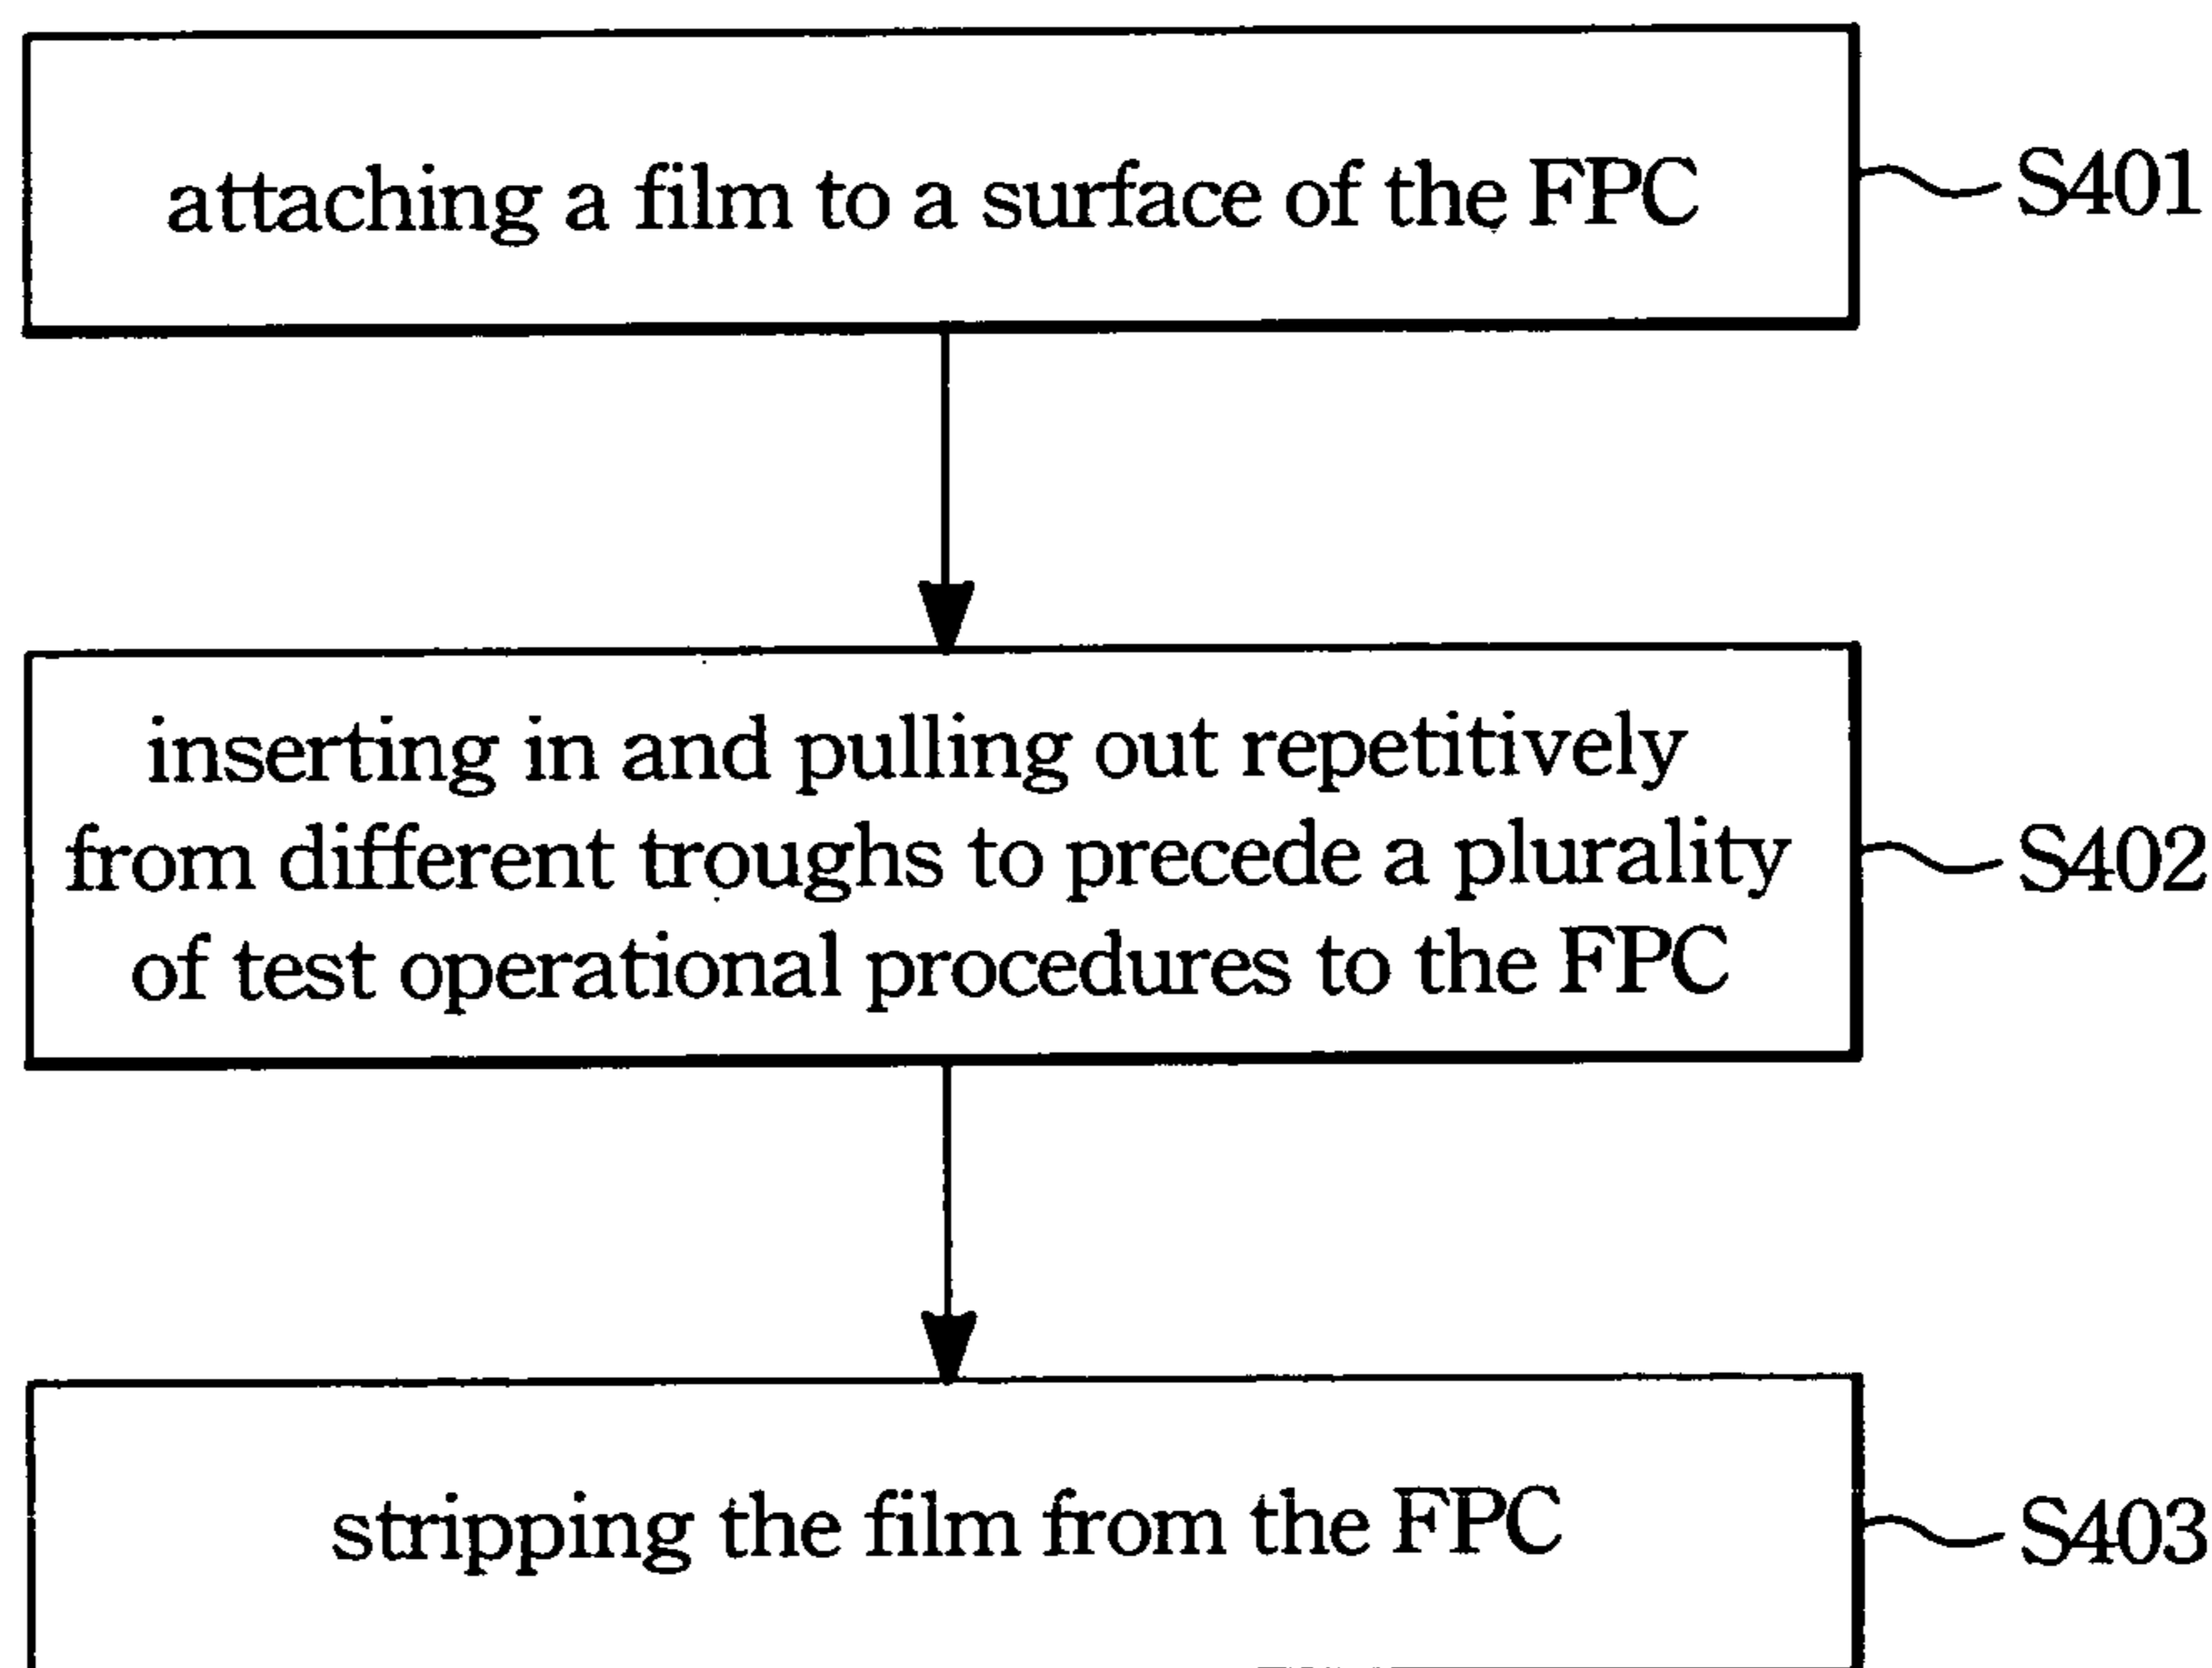 attaching a film to a surface of the FPC
S401
inserting in and pulling out repetitively
from different troughs to precede a plurality
of test operational procedures to the FPC
S402
stripping the film from the FPC
S403